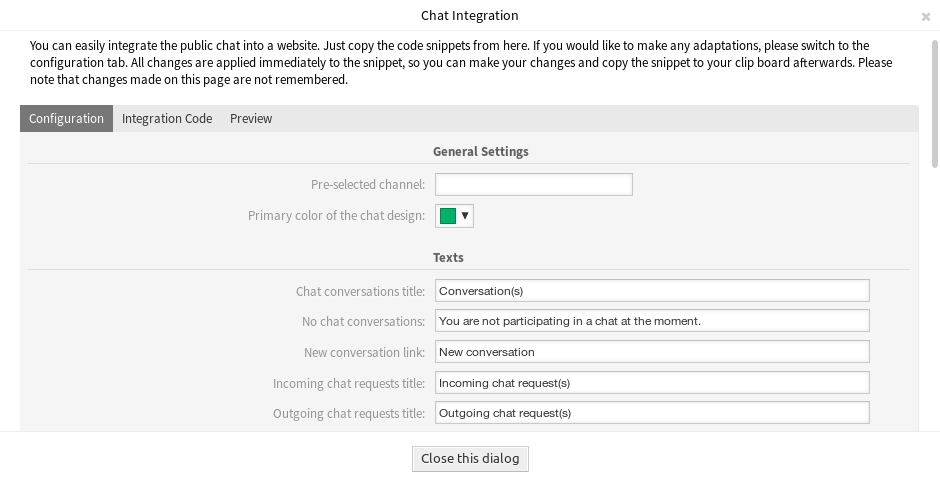 Chat Integration
You can easily integrate the public chat into a website. Just copy the code snippets from here. If you would like to make any adaptations, please switch to the
configuration tab. All changes are applied immediately to the snippet, so you can make your changes and copy the snippet to your clip board afterwards. Please
note that changes made on this page are not remembered.
Configuration Integration Code Preview
General Settings
Pre-selected channel:
Primary color of the chat design:
Texts
Chat conversations title: Conversation(s)
No chat conversations: You are not participating in a chat at the moment.
New conversation link: New conversation
Incoming chat requests title: Incoming chat request(s)
Outgoing chat requests title: Outgoing chat request(s)
Close this dialog